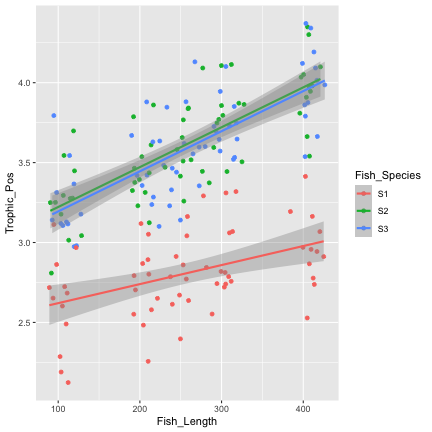 4.0
3.5
3.0
2.5
Trophic_Pos
100 200 300 400
Fish_Length
Fish_Species
S1
S2
S3